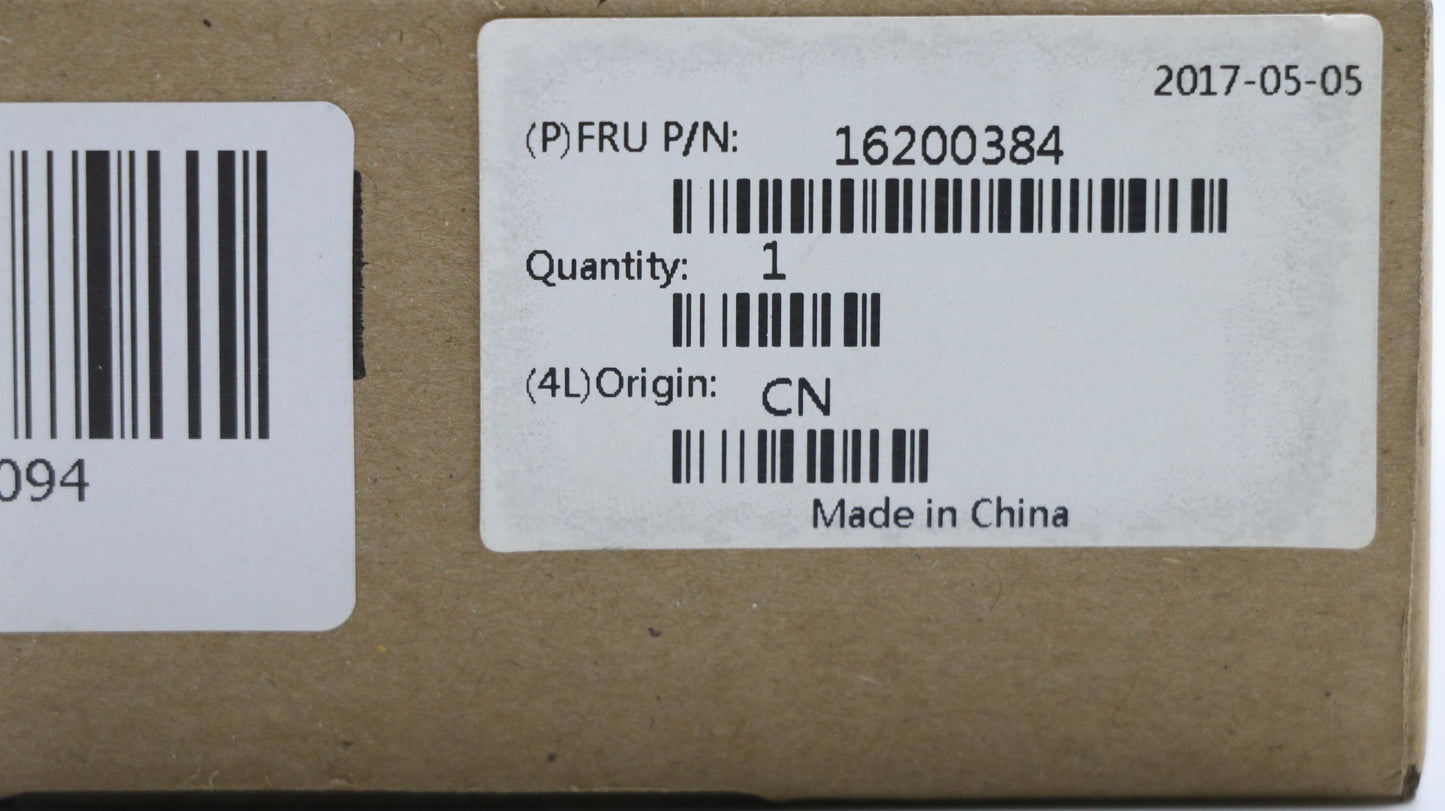 2017-05-05
(P)FRU P/N: 16200384
Quantity: 1
(4L)Origin: CN
Made in China
094